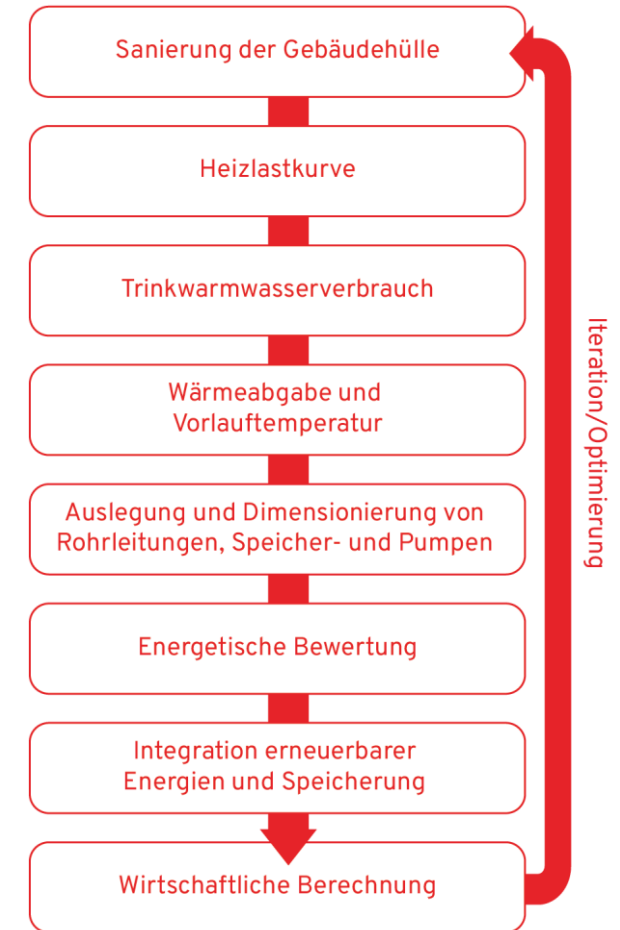 Sanierung der Gebäudehülle
Heizlastkurve
Trinkwarmwasserverbrauch
Wärmeabgabe und
Vorlauftemperatur
Auslegung und Dimensionierung von
Rohrleitungen, Speicher- und Pumpen
Energetische Bewertung
Integration erneuerbarer
Energien und Speicherung
Wirtschaftliche Berechnung
Iteration/Optimierung